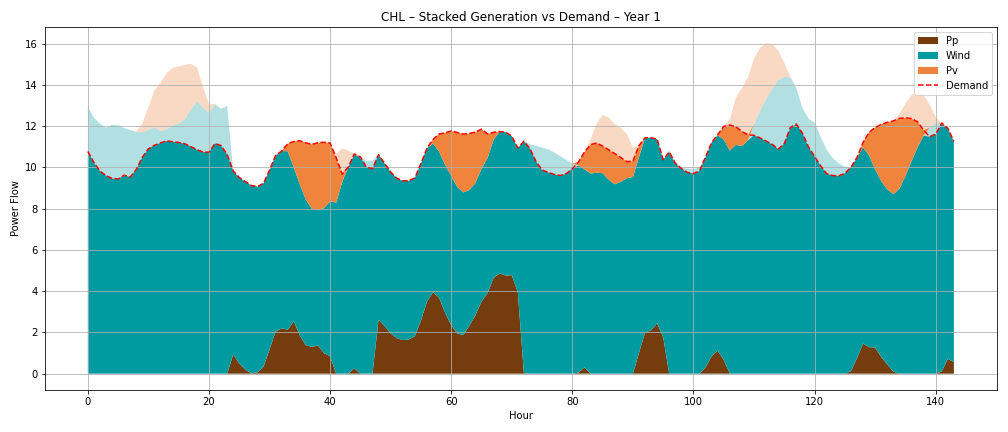 CHL – Stacked Generation vs Demand – Year 1
Power Flow
16
14
12
10
8
6
4
2
0
Pp
Wind
Pv
Demand
0 20 40 60 80 100 120 140
Hour